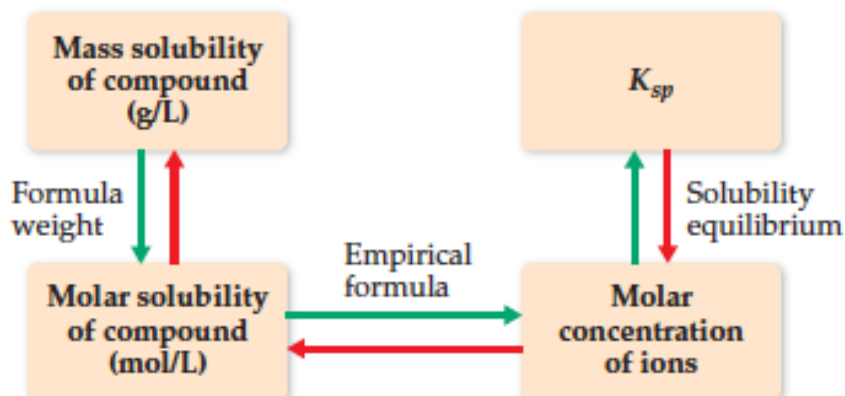 Mass solubility
of compound
(g/L)
K_sp
Formula
weight
Solubility
equilibrium
Empirical
formula
Molar solubility
of compound
(mol/L)
Molar
concentration
of ions